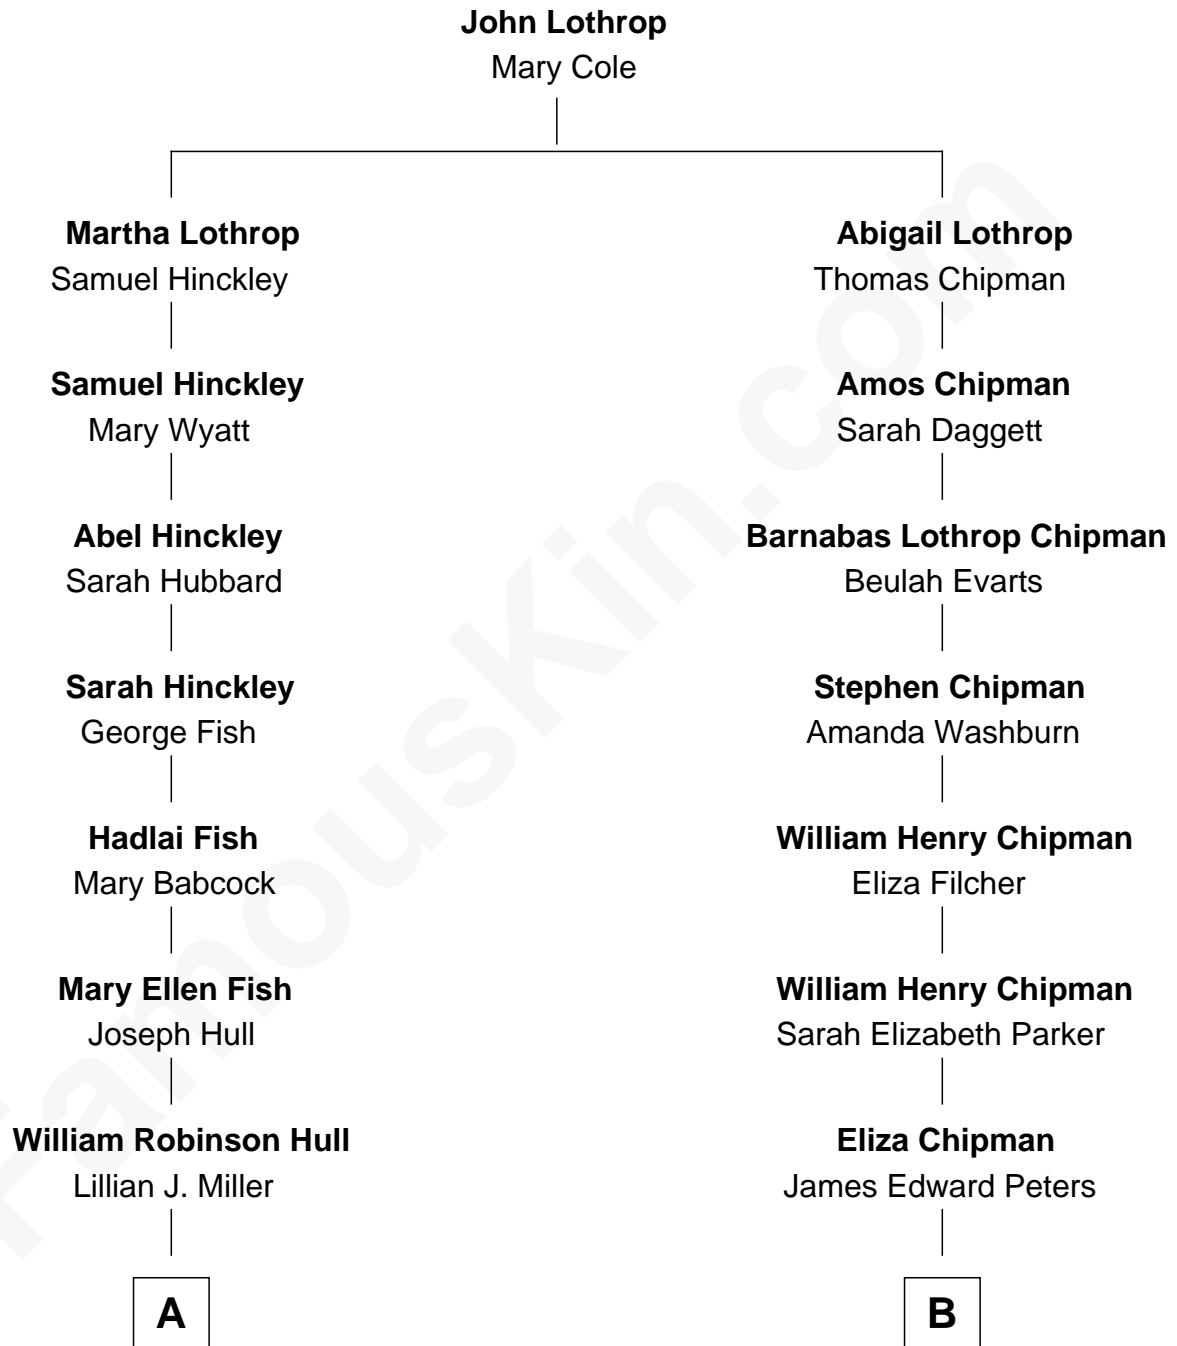 John Lothrop
Mary Cole
Martha Lothrop
Samuel Hinckley
Abigail Lothrop
Thomas Chipman
Samuel Hinckley
Mary Wyatt
Amos Chipman
Sarah Daggett
Abel Hinckley
Sarah Hubbard
Barnabas Lothrop Chipman
Beulah Evarts
Sarah Hinckley
George Fish
Stephen Chipman
Amanda Washburn
Hadlai Fish
Mary Babcock
William Henry Chipman
Eliza Filcher
Mary Ellen Fish
Joseph Hull
William Henry Chipman
Sarah Elizabeth Parker
William Robinson Hull
Lillian J. Miller
Eliza Chipman
James Edward Peters
A
B
FamousKin.com